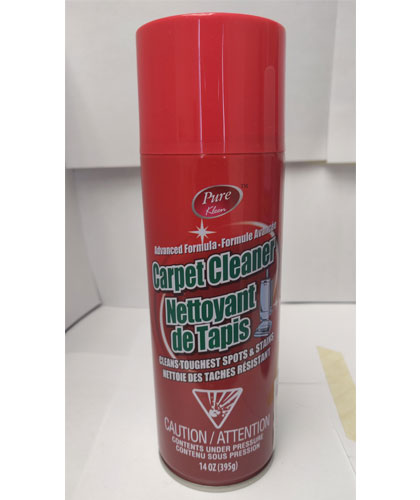 Pure
Kleen
Advanced Formula · Formule Avancée
Carpet Cleaner
Nettoyant
de Tapis
CLEANS TOUGHEST SPOTS & STAINS
NETTOIE DES TACHES RÉSISTANT
CAUTION / ATTENTION
CONTENTS UNDER PRESSURE
CONTENU SOUS PRESSION
14 OZ (395g)